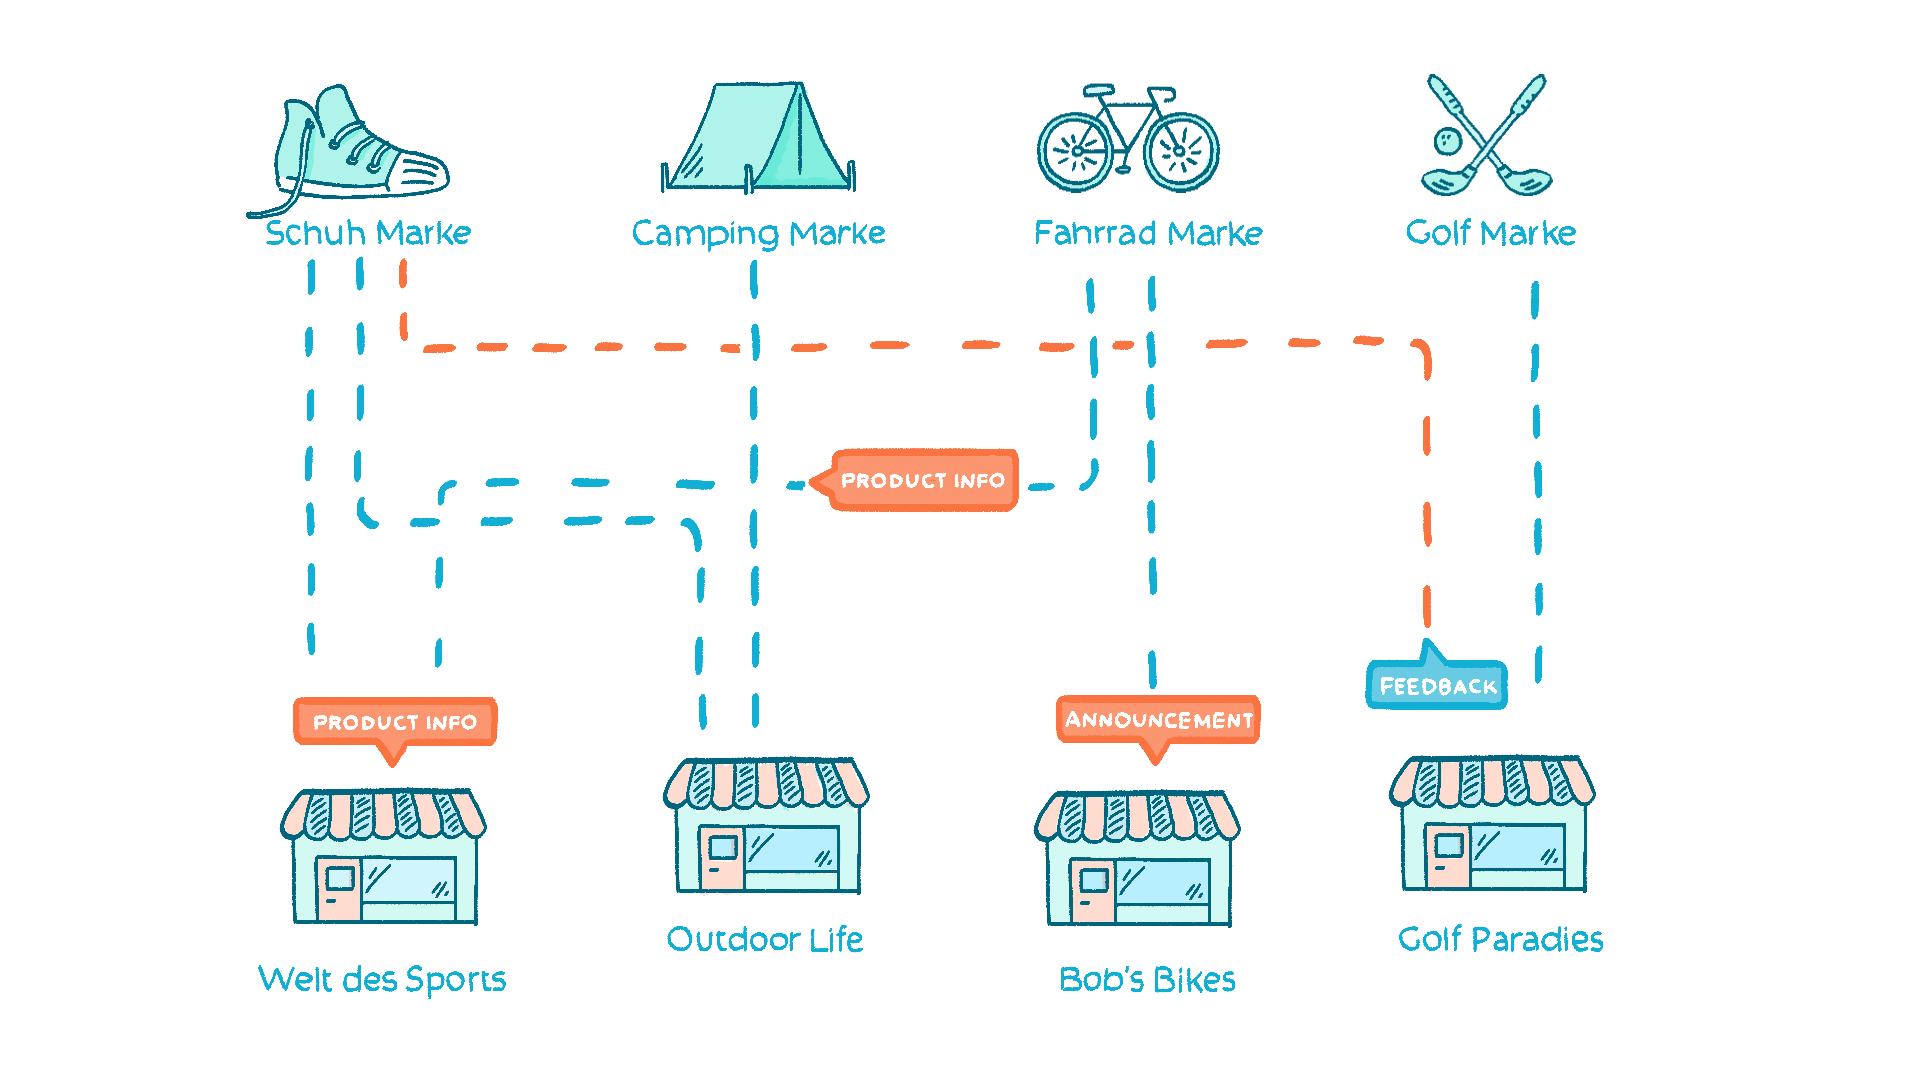 Schuh Marke
Camping Marke
Fahrrad Marke
Golf Marke
PRODUCT INFO
FEEDBACK
PRODUCT INFO
ANNOUNCEMENT
Outdoor Life
Golf Paradies
Welt des Sports
Bob's Bikes